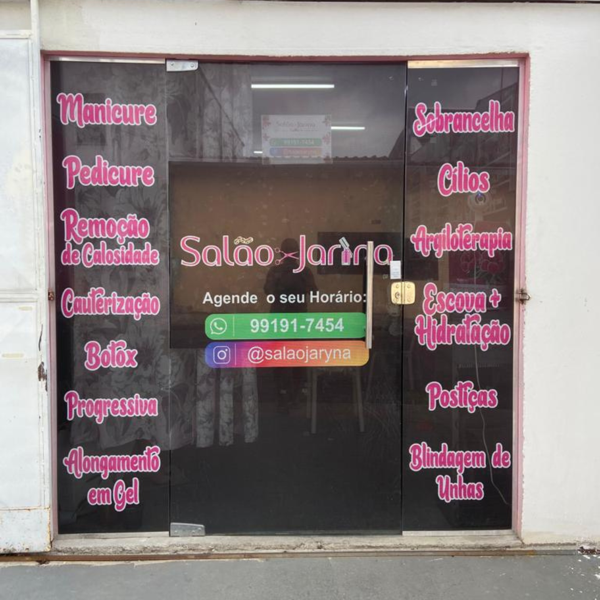 Manicure
Pedicure
Remoção
de Calosidade
Cauterização
Botox
Progressiva
Alongamento
em Gel
Salão Jarina
Agende o seu Horário:
99191-7454
@salaojaryna
Sobrancelha
Cílios
Argiloterapia
Escova +
Hidratação
Postiças
Blindagem de
Unhas